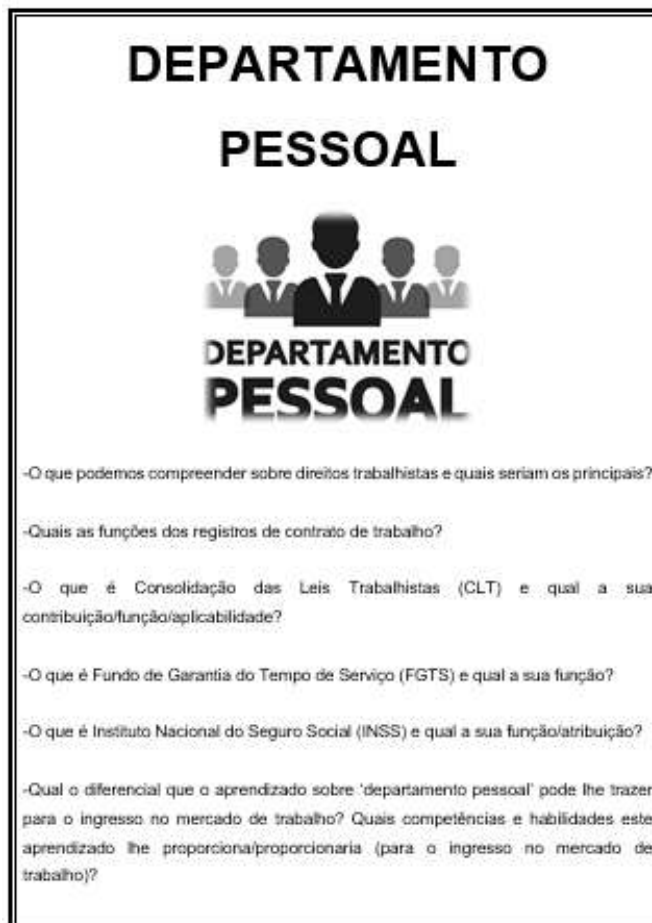 DEPARTAMENTO
PESSOAL
DEPARTAMENTO
PESSOAL
-O que podemos compreender sobre direitos trabalhistas e quais seriam os principais?
-Quais as funções dos registros de contrato de trabalho?
-O que é Consolidação das Leis Trabalhistas (CLT) e qual a sua
contribuição/função/aplicabilidade?
-O que é Fundo de Garantia do Tempo de Serviço (FGTS) e qual a sua função?
-O que é Instituto Nacional do Seguro Social (INSS) e qual a sua função/atribuição?
-Qual o diferencial que o aprendizado sobre 'departamento pessoal' pode lhe trazer
para o ingresso no mercado de trabalho? Quais competências e habilidades este
aprendizado lhe proporciona/proporcionaria (para o ingresso no mercado de
trabalho)?